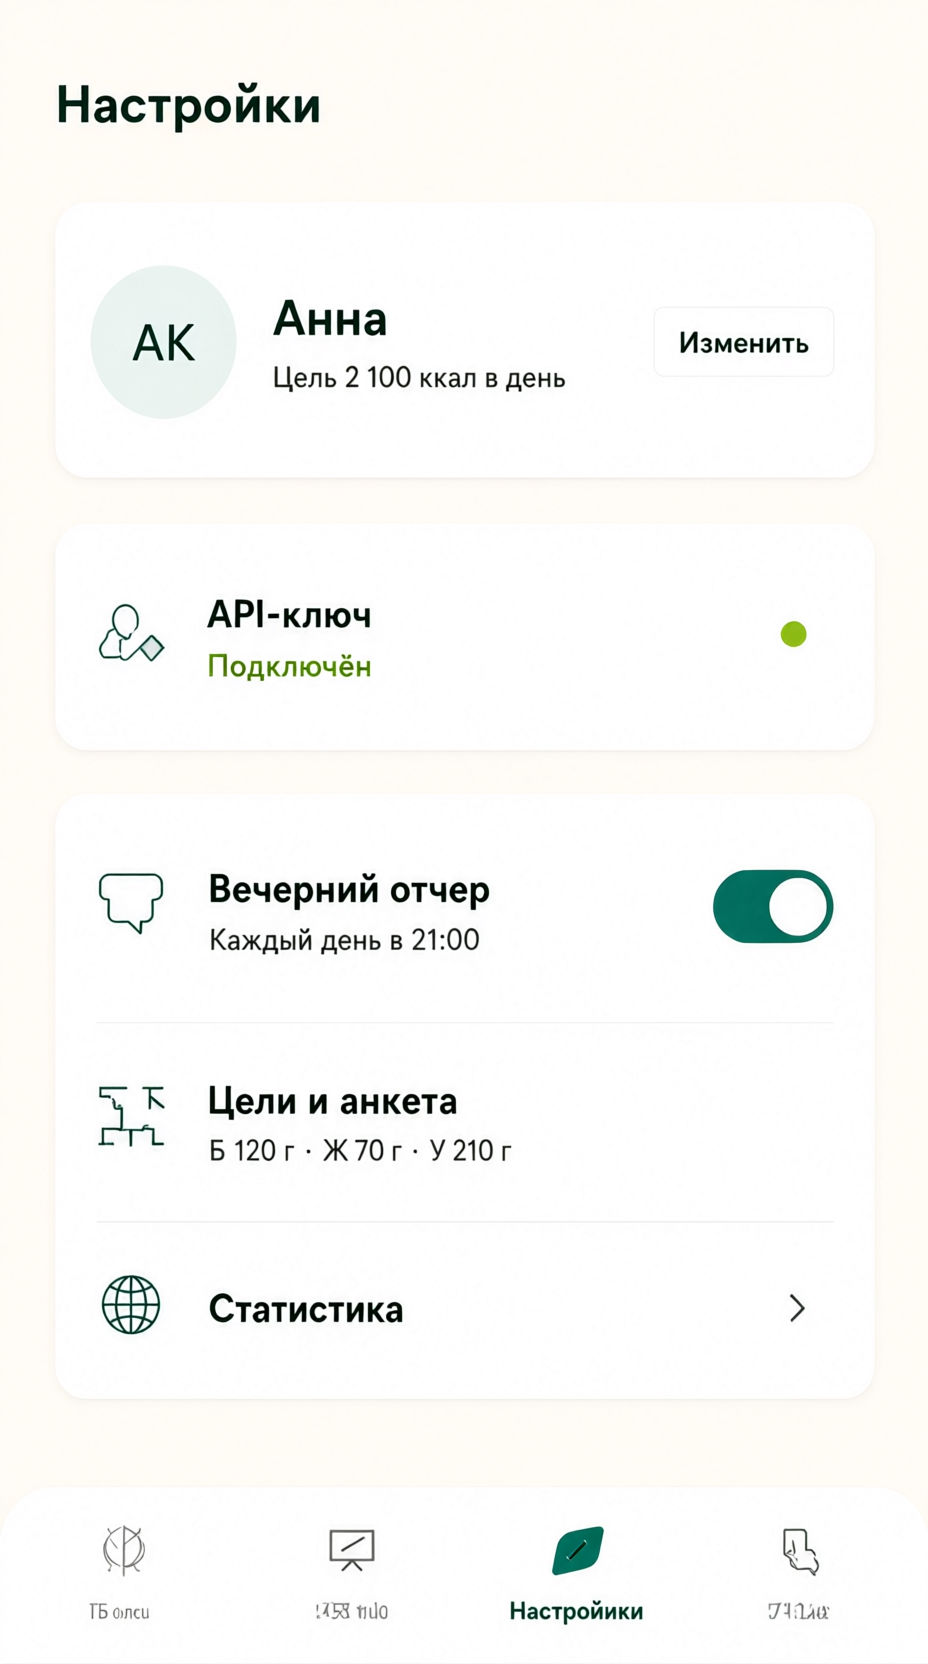 Настройки
АК
Анна
Цель 2 100 ккал в день
Изменить
API-ключ
Подключён
Вечерний отчер
Каждый день в 21:00
Цели и анкета
Б 120 г · Ж 70 г · У 210 г
Статистика
Настройики